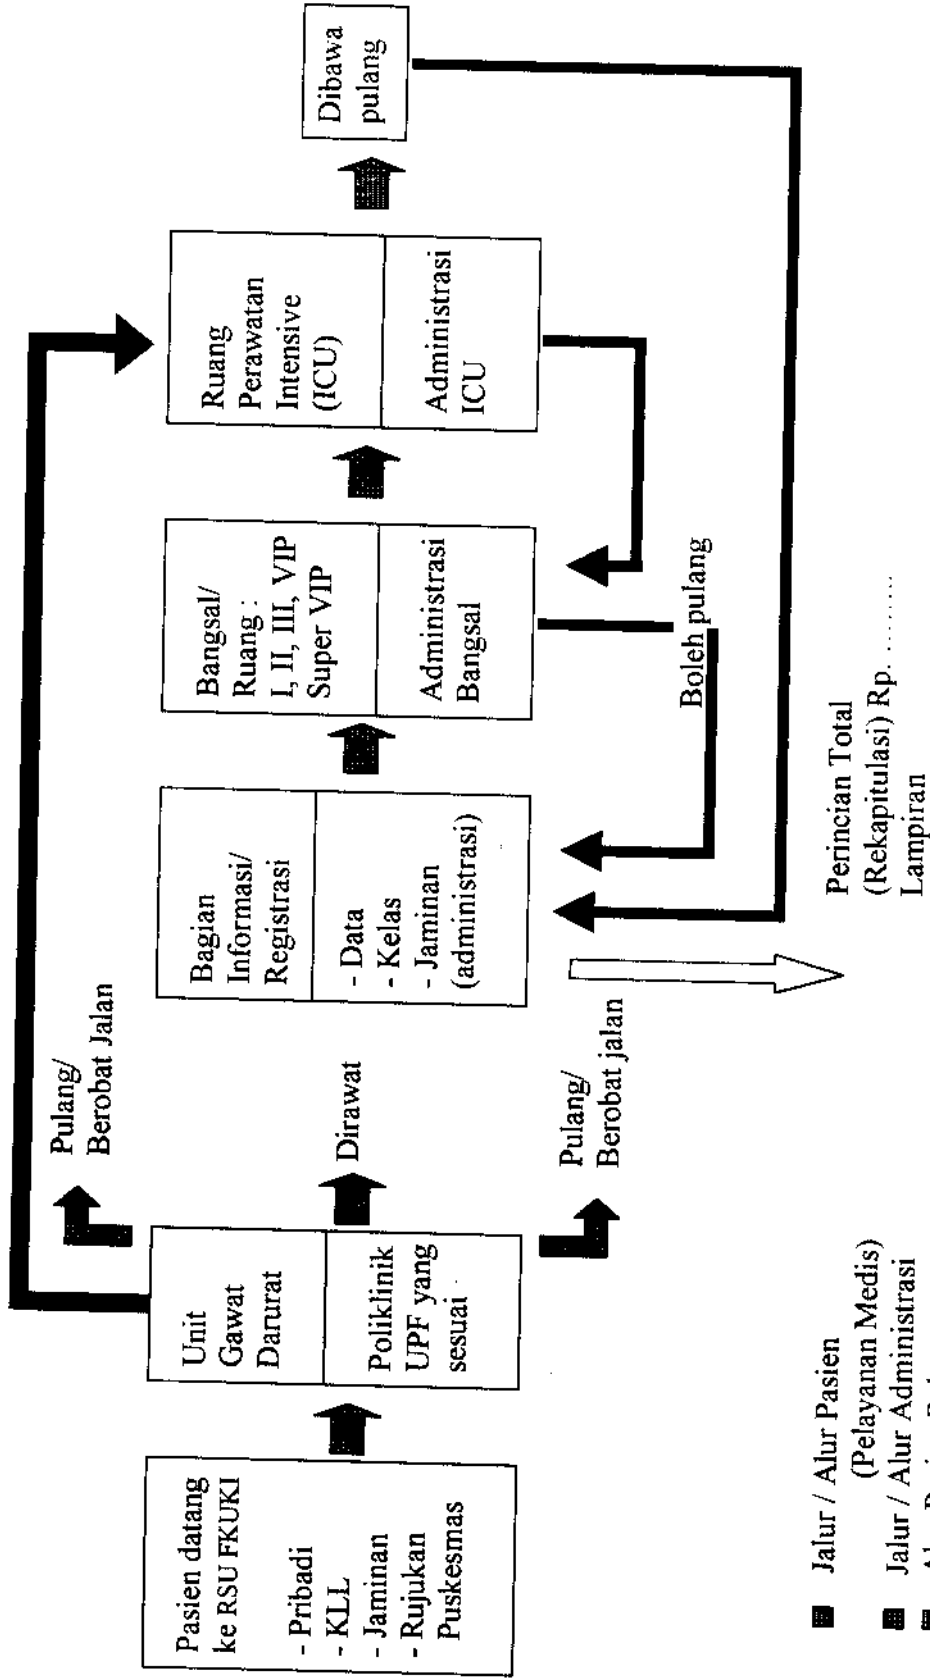 Pasien datang
ke RSU FKUKI
- Pribadi
- KLL
- Jaminan
- Rujukan
Puskesmas
Unit
Gawat
Darurat
Poliklinik
UPF yang
sesuai
Pulang/
Berobat Jalan
Dirawat
Pulang/
Berobat jalan
Bagian
Informasi/
Registrasi
- Data
- Kelas
- Jaminan
(administrasi)
Bangsal/
Ruang :
I, II, III, VIP
Super VIP
Administrasi
Bangsal
Ruang
Perawatan
Intensive
(ICU)
Administrasi
ICU
Dibawa
pulang
Boleh pulang
Perincian Total
(Rekapitulasi) Rp. .........
Lampiran
Jalur / Alur Pasien
(Pelayanan Medis)
Jalur / Alur Administrasi